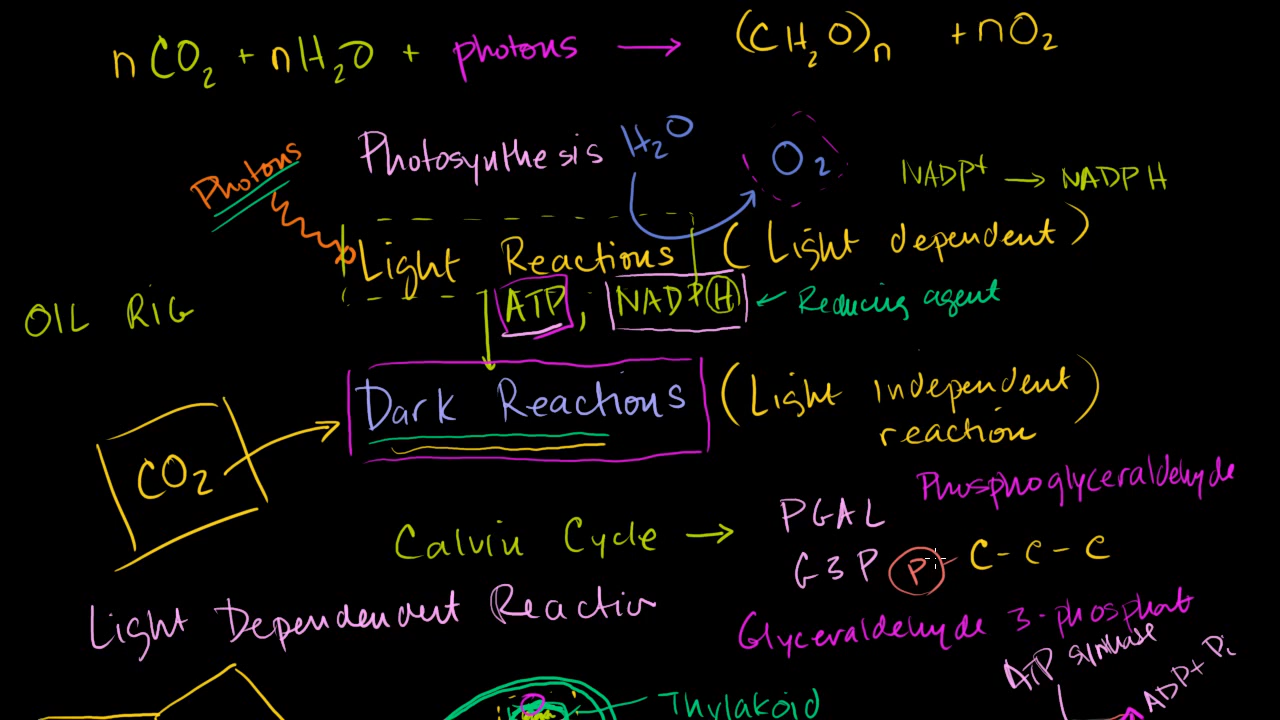 nCO₂ + nH₂O + photons → (CH₂O)n + nO₂
Photosynthesis
H₂O
O₂
Photons
NADP+ → NADPH
Light Reactions (Light dependent)
ATP, NADPH ← Reducing agent
OIL RIG
Dark Reactions (Light Independent)
reaction
CO₂
Phosphoglyceraldehyde
PGAL
Calvin Cycle →
G3P P - C - C - C
Light Dependendent Reaction
Glyceraldehyde 3-phosphat
ATP synthase
ADP + Pi
Thylakoid